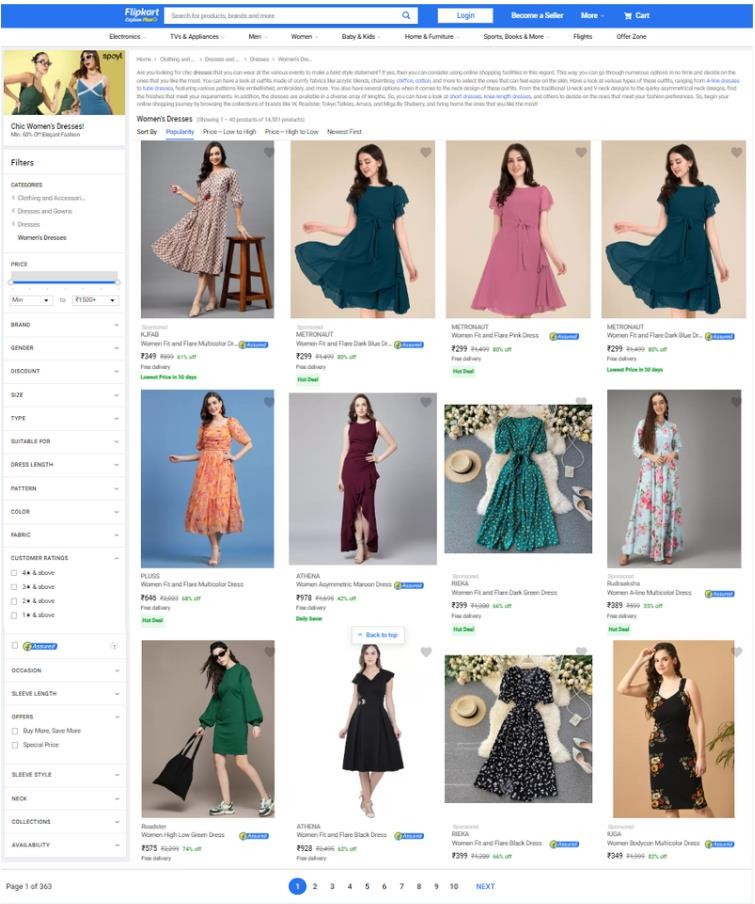 Flipkart
Explore Plus
Search for products, brands and more
Login
Become a Seller
More
Cart
Electronics
TVs & Appliances
Men
Women
Baby & Kids
Home & Furniture
Sports, Books & More
Flights
Offer Zone
spoyl
Chic Women's Dresses!
Min. 60% Off Elegant Fashion
Home > Clothing and ... > Dresses and ... > Dresses > Women's Dre...
Are you looking for chic dresses that you can wear at the various events to make a bold style statement? If yes, then you can consider using online shopping facilities in this regard. This way, you can go through numerous options in no time and decide on the
ones that you like the most. You can have a look at outfits made of comfy fabrics like acrylic blends, chambray, chiffon, cotton, and more to select the ones that can feel easy on the skin. Have a look at various types of these outfits, ranging from A-line dresses
to tube dresses, featuring various patterns like embellished, embroidery, and more. You also have several options when it comes to the neck design of these outfits. From the traditional U-neck and V-neck designs to the quirky asymmetrical neck designs, find
the finishes that meet your requirements. In addition, the dresses are available in a diverse array of lengths. So, you can have a look at short dresses, knee-length dresses, and others to decide on the ones that meet your fashion preferences. So, begin your
online shopping journey by browsing the collections of brands like W, Roadster, Tokyo Talkies, Amass, and Miga By Shaberry, and bring home the ones that you like the most!
Women's Dresses (Showing 1 – 40 products of 14,501 products)
Sort By Popularity Price -- Low to High Price -- High to Low Newest First
Filters
CATEGORIES
Clothing and Accessori...
Dresses and Gowns
Dresses
Women's Dresses
PRICE
Min to ₹1500+
BRAND
GENDER
DISCOUNT
SIZE
TYPE
SUITABLE FOR
DRESS LENGTH
PATTERN
COLOR
FABRIC
CUSTOMER RATINGS
4★ & above
3★ & above
2★ & above
1★ & above
Assured
?
OCCASION
SLEEVE LENGTH
OFFERS
Buy More, Save More
Special Price
SLEEVE STYLE
NECK
COLLECTIONS
AVAILABILITY
Sponsored
KJFAB
Women Fit and Flare Multicolor Dr... Assured
₹349 ₹899 61% off
Free delivery
Lowest Price in 30 days
METRONAUT
Women Fit and Flare Dark Blue Dr... Assured
₹299 ₹1,499 80% off
Free delivery
Hot Deal
METRONAUT
Women Fit and Flare Pink Dress Assured
₹299 ₹1,499 80% off
Free delivery
Hot Deal
METRONAUT
Women Fit and Flare Dark Blue Dr... Assured
₹299 ₹1,499 80% off
Free delivery
Lowest Price in 30 days
PLUSS
Women Fit and Flare Multicolor Dress
₹646 ₹2,022 68% off
Free delivery
Hot Deal
ATHENA
Women Asymmetric Maroon Dress Assured
₹978 ₹1,695 42% off
Free delivery
Daily Saver
Sponsored
RIEKA
Women Fit and Flare Dark Green Dress
₹399 ₹1,200 66% off
Free delivery
Hot Deal
Sponsored
Rudraaksha
Women A-line Multicolor Dress Assured
₹389 ₹599 35% off
Free delivery
Hot Deal
Back to top
Roadster
Women High Low Green Dress Assured
₹575 ₹2,299 74% off
Free delivery
ATHENA
Women Fit and Flare Black Dress Assured
₹928 ₹2,495 62% off
Free delivery
Sponsored
RIEKA
Women Fit and Flare Black Dress
₹399 ₹1,200 66% off
Sponsored
IUGA
Women Bodycon Multicolor Dress Assured
₹349 ₹1,999 82% off
Page 1 of 363
1 2 3 4 5 6 7 8 9 10 NEXT